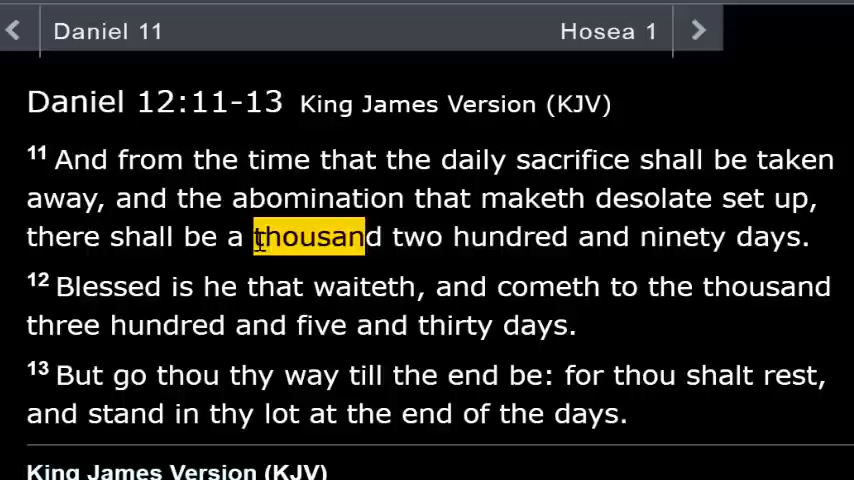 Daniel 11 Hosea 1
Daniel 12:11-13 King James Version (KJV)
11 And from the time that the daily sacrifice shall be taken
away, and the abomination that maketh desolate set up,
there shall be a thousand two hundred and ninety days.
12 Blessed is he that waiteth, and cometh to the thousand
three hundred and five and thirty days.
13 But go thou thy way till the end be: for thou shalt rest,
and stand in thy lot at the end of the days.
King James Version (KJV)